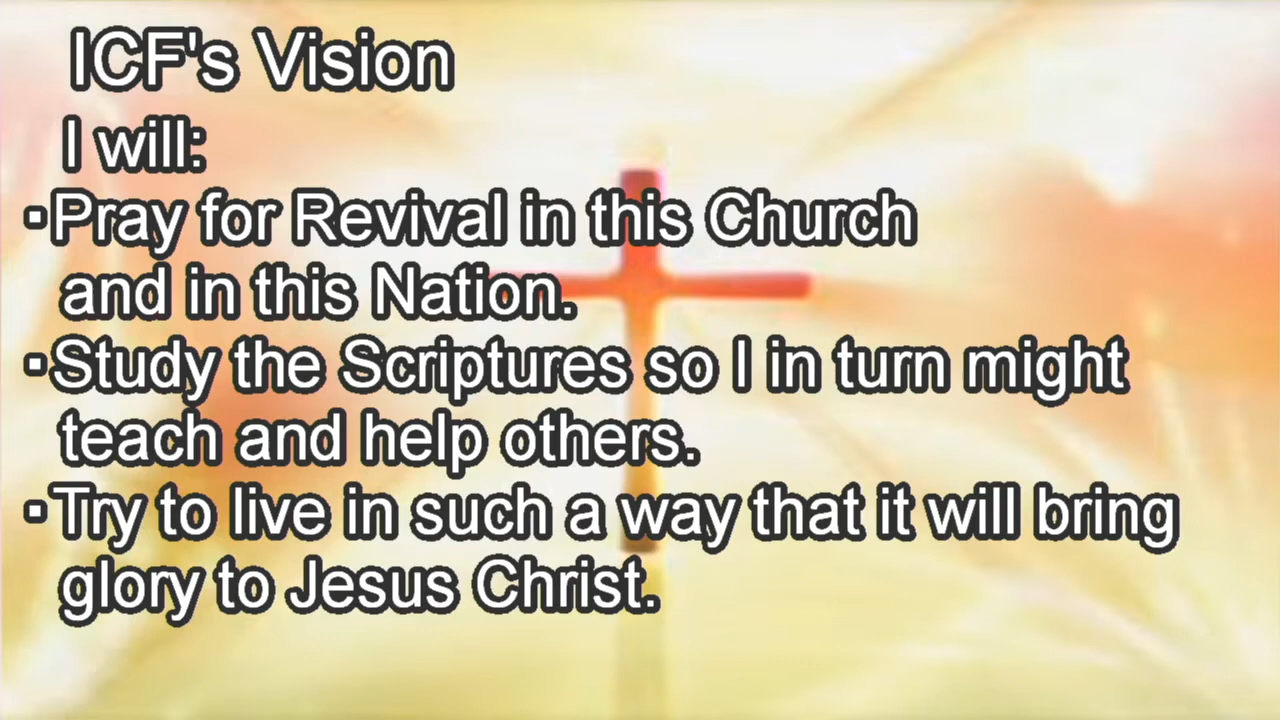 ICF's Vision
I will:
▪Pray for Revival in this Church
and in this Nation.
▪Study the Scriptures so I in turn might
teach and help others.
▪Try to live in such a way that it will bring
glory to Jesus Christ.